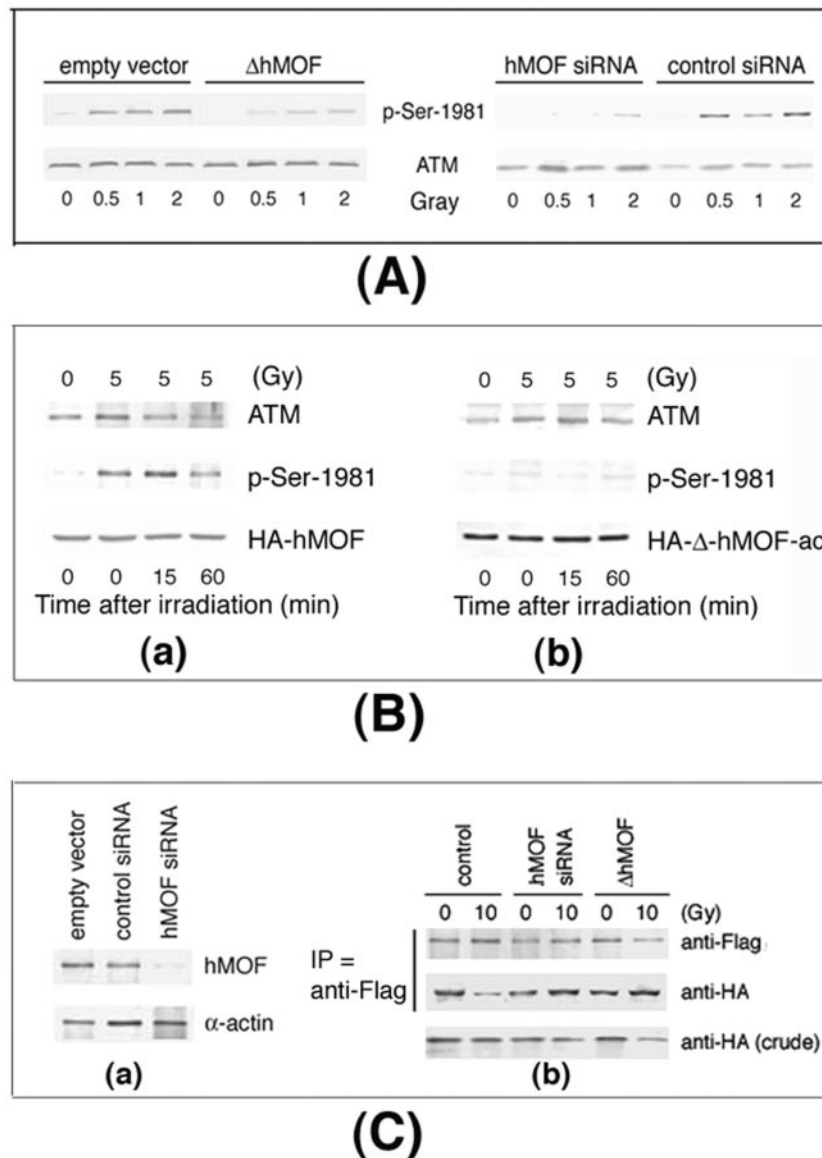 empty vector ΔhMOF hMOF siRNA control siRNA
p-Ser-1981
ATM
0 0.5 1 2 0 0.5 1 2 Gray 0 0.5 1 2 0 0.5 1 2
(A)
0 5 5 5 (Gy)
ATM
p-Ser-1981
HA-hMOF
0 0 15 60
Time after irradiation (min)
(a)
0 5 5 5 (Gy)
ATM
p-Ser-1981
HA-Δ-hMOF-ac
0 0 15 60
Time after irradiation (min)
(b)
(B)
empty vector
control siRNA
hMOF siRNA
hMOF
α-actin
(a)
control
hMOF
siRNA
ΔhMOF
0 10 0 10 0 10 (Gy)
IP =
anti-Flag
anti-Flag
anti-HA
anti-HA (crude)
(b)
(C)